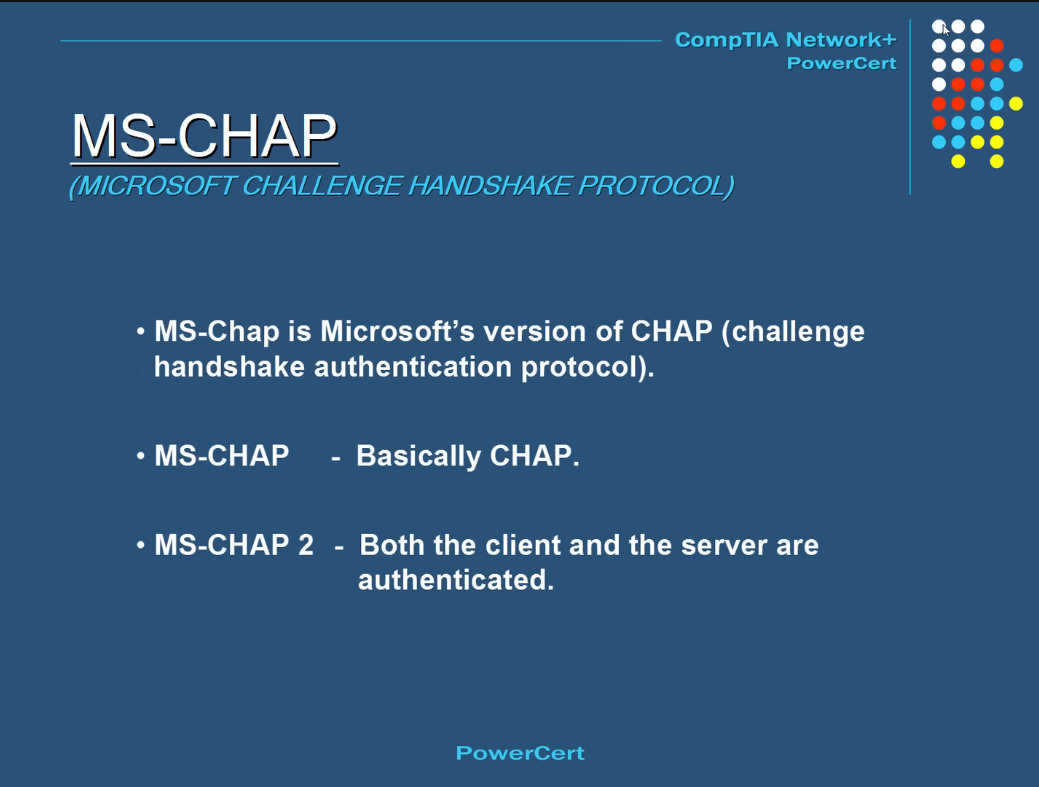 CompTIA Network+
PowerCert
MS-CHAP
(MICROSOFT CHALLENGE HANDSHAKE PROTOCOL)
• MS-Chap is Microsoft’s version of CHAP (challenge
handshake authentication protocol).
• MS-CHAP - Basically CHAP.
• MS-CHAP 2 - Both the client and the server are
authenticated.
PowerCert